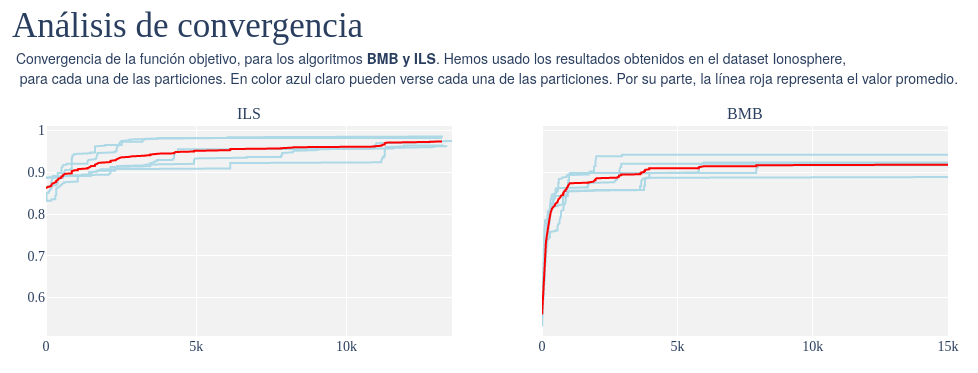 Análisis de convergencia
Convergencia de la función objetivo, para los algoritmos BMB y ILS. Hemos usado los resultados obtenidos en el dataset Ionosphere,
para cada una de las particiones. En color azul claro pueden verse cada una de las particiones. Por su parte, la línea roja representa el valor promedio.
ILS
1
0.9
0.8
0.7
0.6
0 5k 10k
BMB
0 5k 10k 15k